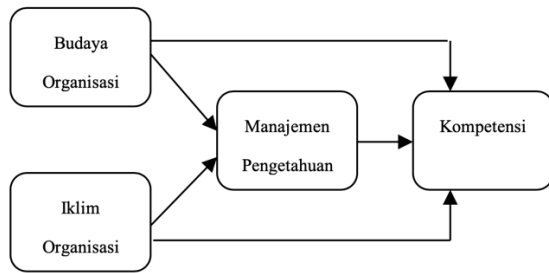 Budaya
Organisasi
Manajemen
Pengetahuan
Kompetensi
Iklim
Organisasi